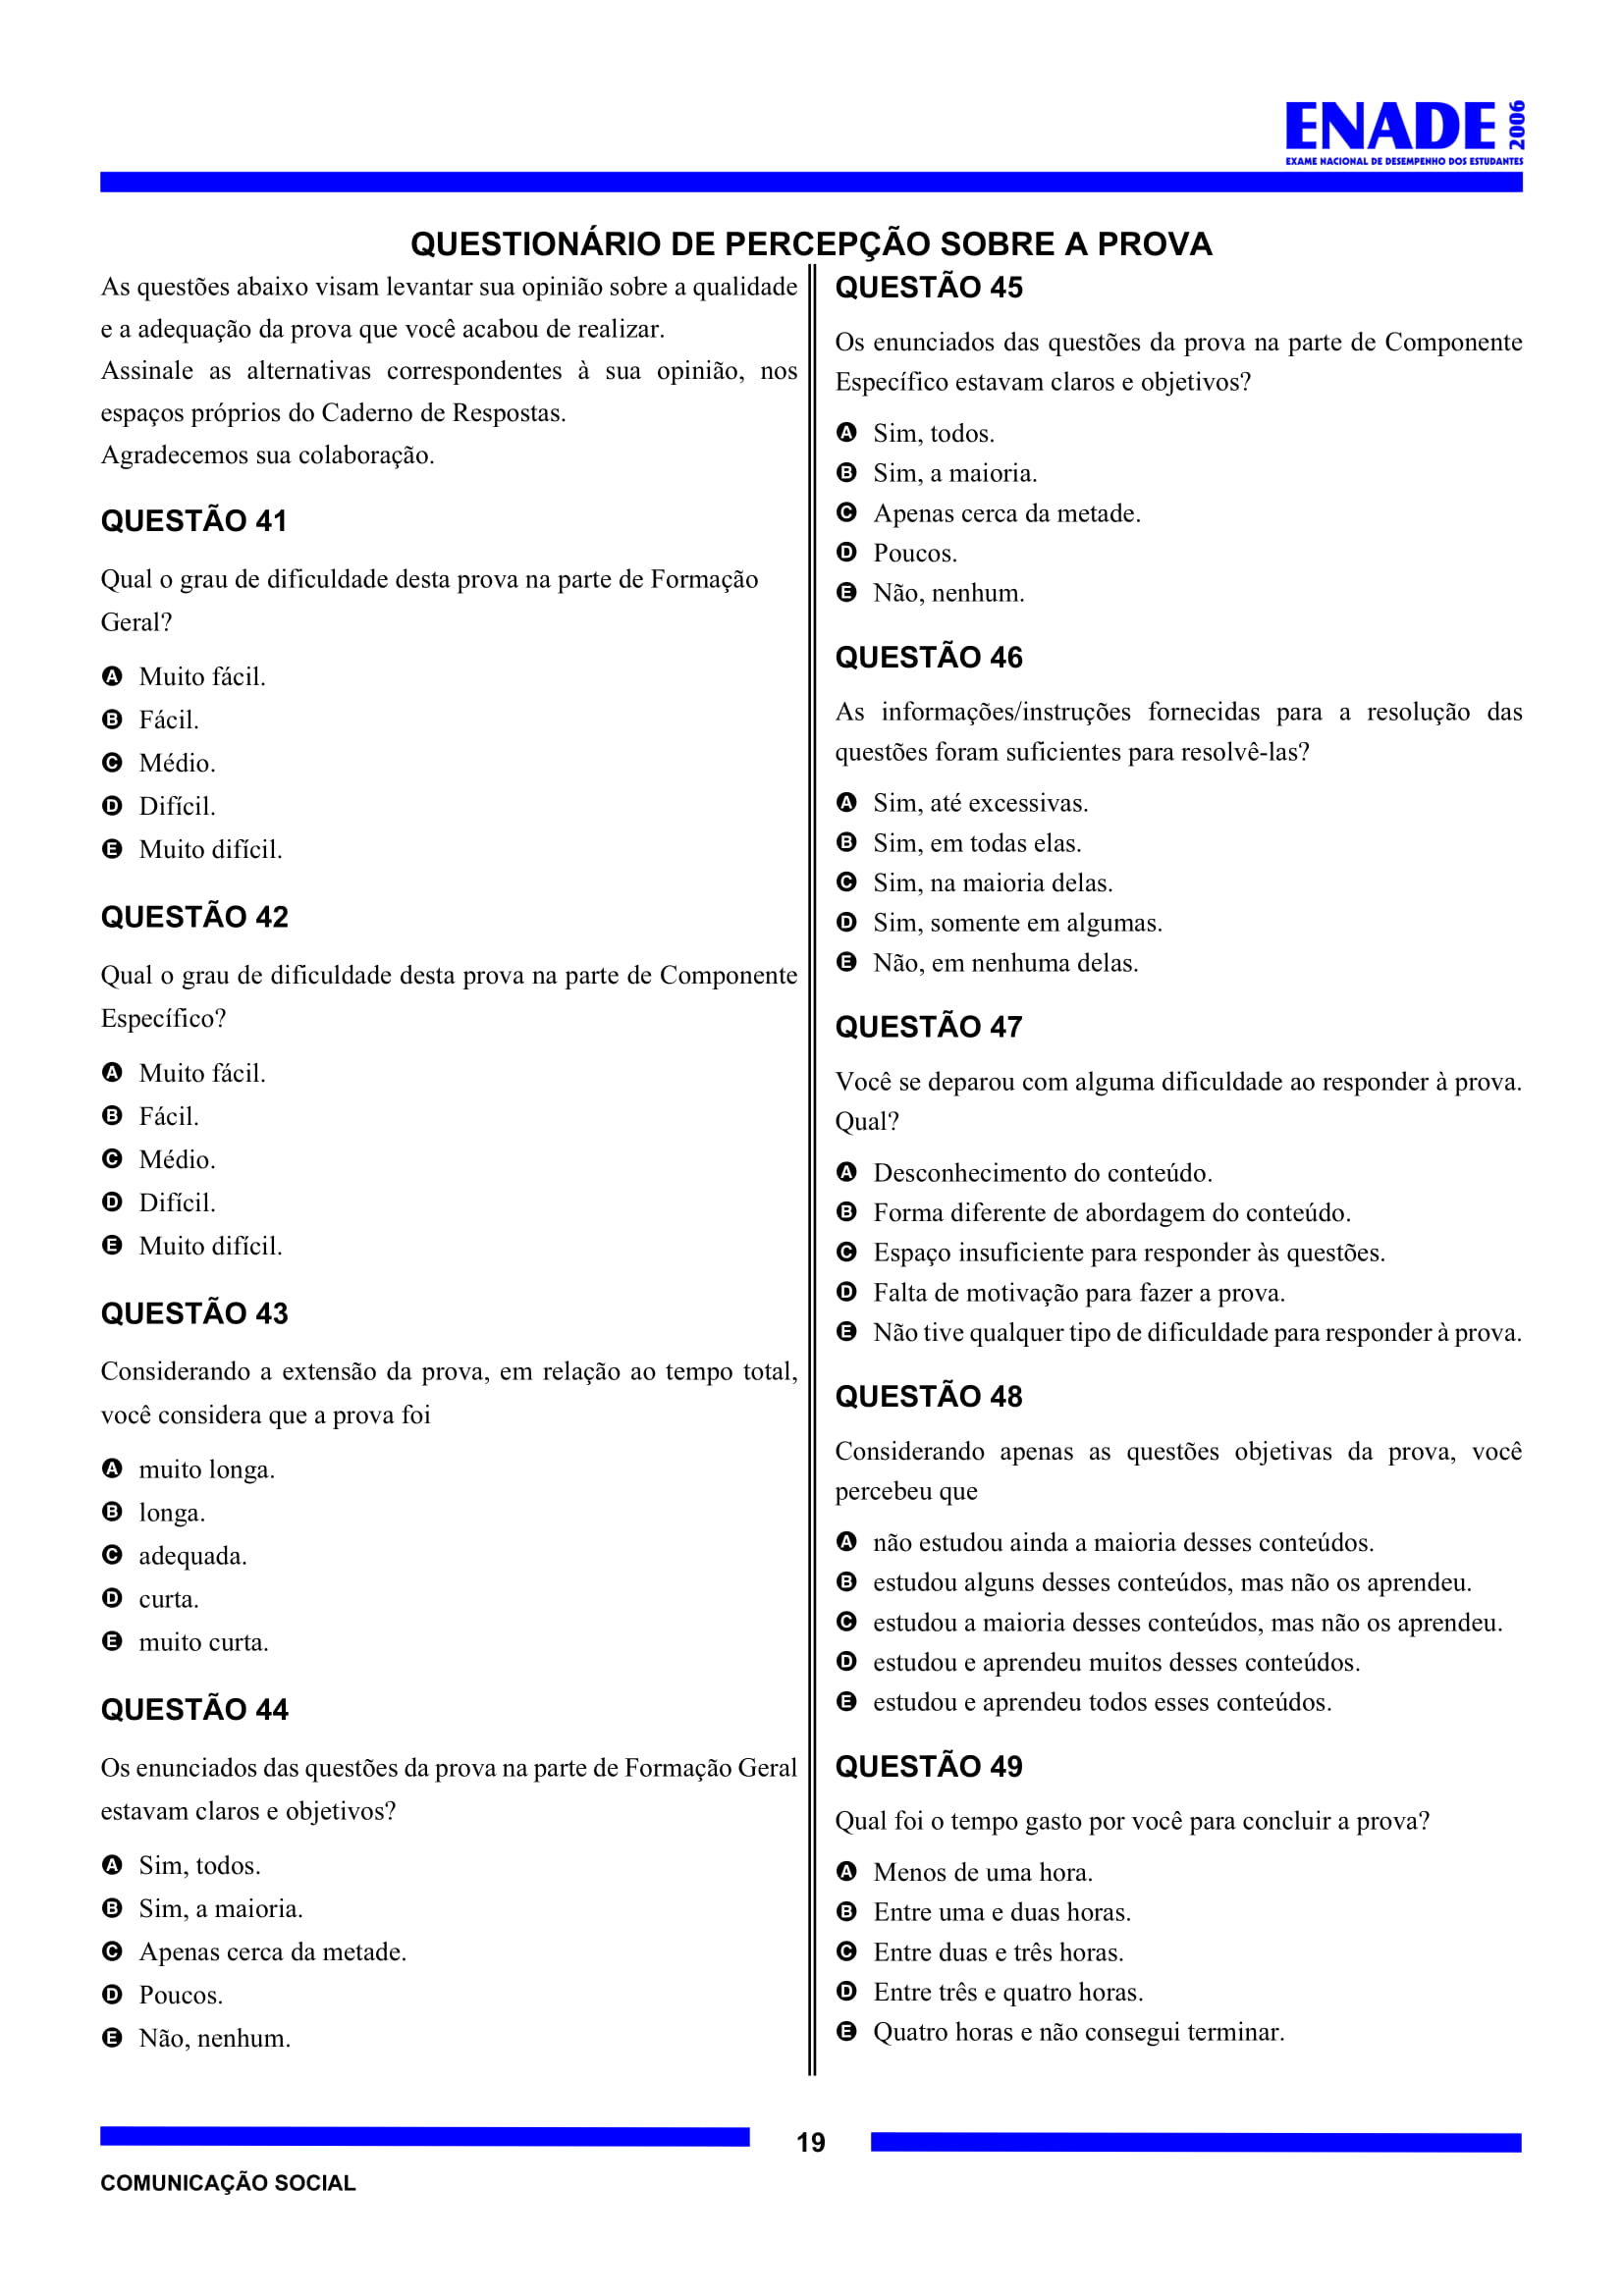 ENADE 2006
EXAME NACIONAL DE DESEMPENHO DOS ESTUDANTES
QUESTIONÁRIO DE PERCEPÇÃO SOBRE A PROVA
As questões abaixo visam levantar sua opinião sobre a qualidade
e a adequação da prova que você acabou de realizar.
Assinale as alternativas correspondentes à sua opinião, nos
espaços próprios do Caderno de Respostas.
Agradecemos sua colaboração.
QUESTÃO 41
Qual o grau de dificuldade desta prova na parte de Formação
Geral?
A Muito fácil.
B Fácil.
C Médio.
D Difícil.
E Muito difícil.
QUESTÃO 42
Qual o grau de dificuldade desta prova na parte de Componente
Específico?
A Muito fácil.
B Fácil.
C Médio.
D Difícil.
E Muito difícil.
QUESTÃO 43
Considerando a extensão da prova, em relação ao tempo total,
você considera que a prova foi
A muito longa.
B longa.
C adequada.
D curta.
E muito curta.
QUESTÃO 44
Os enunciados das questões da prova na parte de Formação Geral
estavam claros e objetivos?
A Sim, todos.
B Sim, a maioria.
C Apenas cerca da metade.
D Poucos.
E Não, nenhum.
QUESTÃO 45
Os enunciados das questões da prova na parte de Componente
Específico estavam claros e objetivos?
A Sim, todos.
B Sim, a maioria.
C Apenas cerca da metade.
D Poucos.
E Não, nenhum.
QUESTÃO 46
As informações/instruções fornecidas para a resolução das
questões foram suficientes para resolvê-las?
A Sim, até excessivas.
B Sim, em todas elas.
C Sim, na maioria delas.
D Sim, somente em algumas.
E Não, em nenhuma delas.
QUESTÃO 47
Você se deparou com alguma dificuldade ao responder à prova.
Qual?
A Desconhecimento do conteúdo.
B Forma diferente de abordagem do conteúdo.
C Espaço insuficiente para responder às questões.
D Falta de motivação para fazer a prova.
E Não tive qualquer tipo de dificuldade para responder à prova.
QUESTÃO 48
Considerando apenas as questões objetivas da prova, você
percebeu que
A não estudou ainda a maioria desses conteúdos.
B estudou alguns desses conteúdos, mas não os aprendeu.
C estudou a maioria desses conteúdos, mas não os aprendeu.
D estudou e aprendeu muitos desses conteúdos.
E estudou e aprendeu todos esses conteúdos.
QUESTÃO 49
Qual foi o tempo gasto por você para concluir a prova?
A Menos de uma hora.
B Entre uma e duas horas.
C Entre duas e três horas.
D Entre três e quatro horas.
E Quatro horas e não consegui terminar.
19
COMUNICAÇÃO SOCIAL